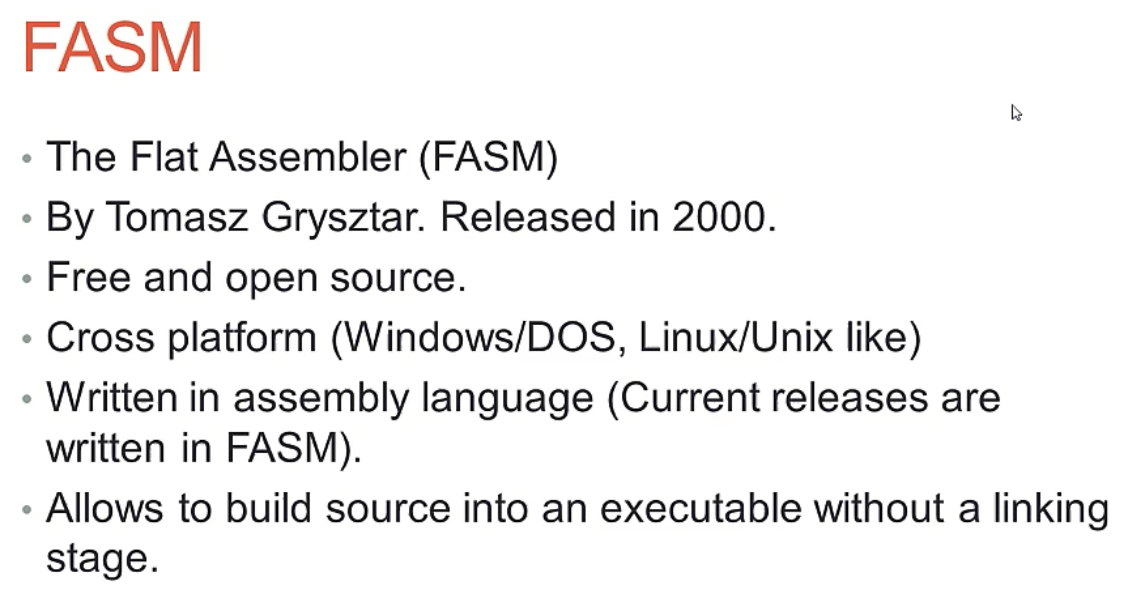 FASM
• The Flat Assembler (FASM)
• By Tomasz Grysztar. Released in 2000.
• Free and open source.
• Cross platform (Windows/DOS, Linux/Unix like)
• Written in assembly language (Current releases are
written in FASM).
• Allows to build source into an executable without a linking
stage.